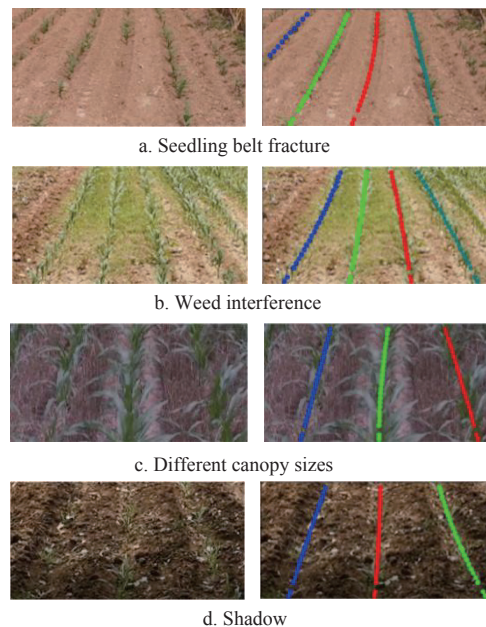 a. Seedling belt fracture
b. Weed interference
c. Different canopy sizes
d. Shadow